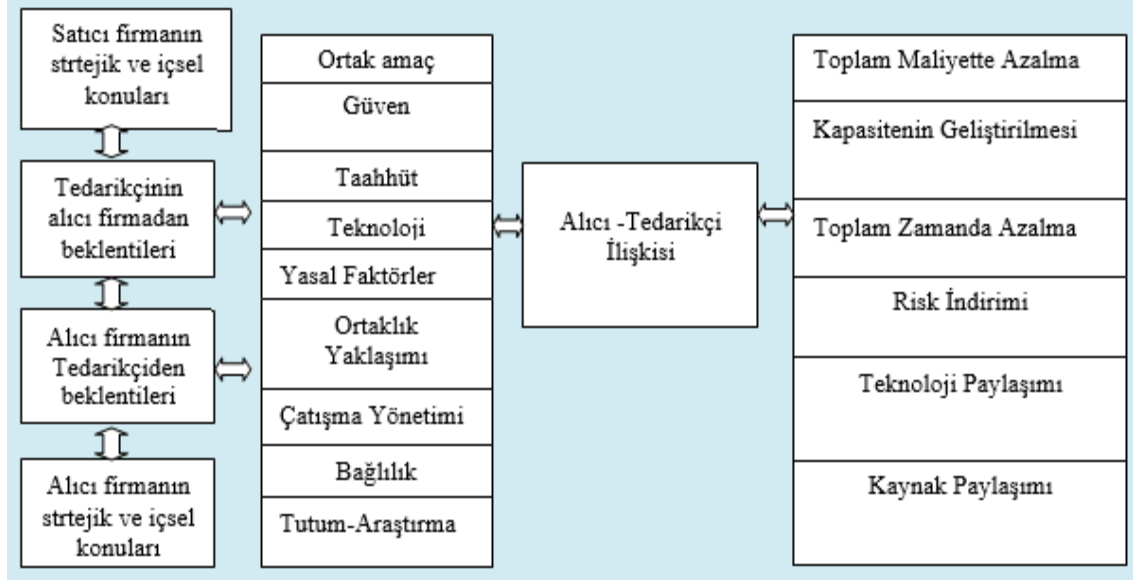 Satıcı firmanın
strtejik ve içsel
konuları
Tedarikçinin
alıcı firmadan
beklentileri
Alıcı firmanın
Tedarikçiden
beklentileri
Alıcı firmanın
strtejik ve içsel
konuları
Ortak amaç
Güven
Taahhüt
Teknoloji
Yasal Faktörler
Ortaklık
Yaklaşımı
Çatışma Yönetimi
Bağlılık
Tutum-Araştırma
Alıcı -Tedarikçi
İlişkisi
Toplam Maliyette Azalma
Kapasitenin Geliştirilmesi
Toplam Zamanda Azalma
Risk İndirimi
Teknoloji Paylaşımı
Kaynak Paylaşımı